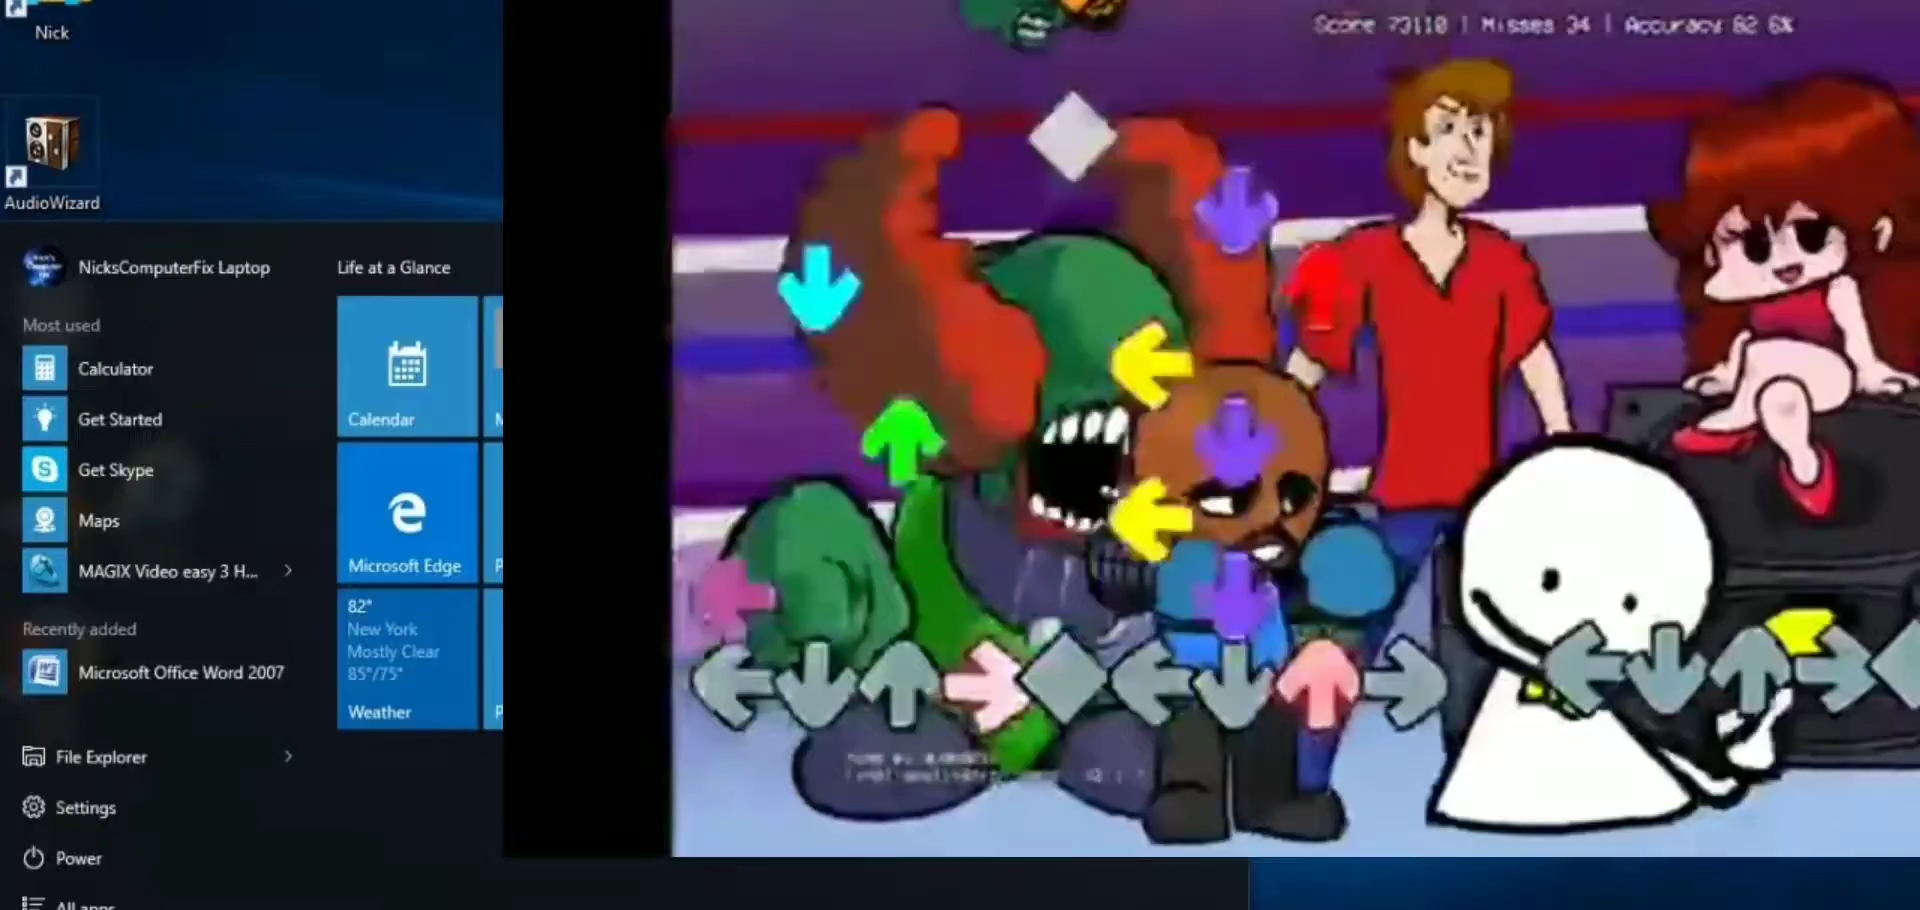 Nick
Score 73110 | Misses 34 | Accuracy 82 6%
AudioWizard
NicksComputerFix Laptop
Life at a Glance
Most used
Calculator
Get Started
Get Skype
Maps
MAGIX Video easy 3 H...
Calendar
Microsoft Edge
82°
New York
Mostly Clear
85°/75°
Weather
Recently added
Microsoft Office Word 2007
File Explorer
Settings
Power
All apps